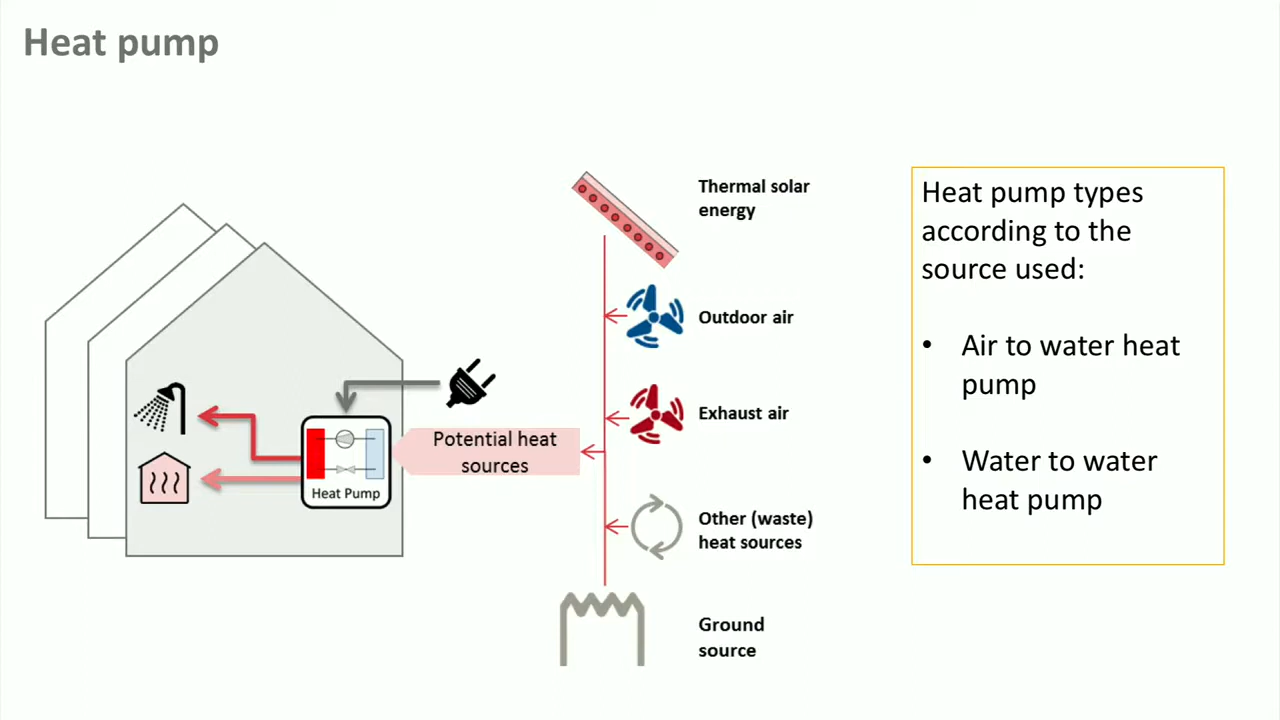 Heat pump
Thermal solar
energy
Outdoor air
Exhaust air
Potential heat
sources
Heat Pump
Other (waste)
heat sources
Ground
source
Heat pump types
according to the
source used:
• Air to water heat
pump
• Water to water
heat pump